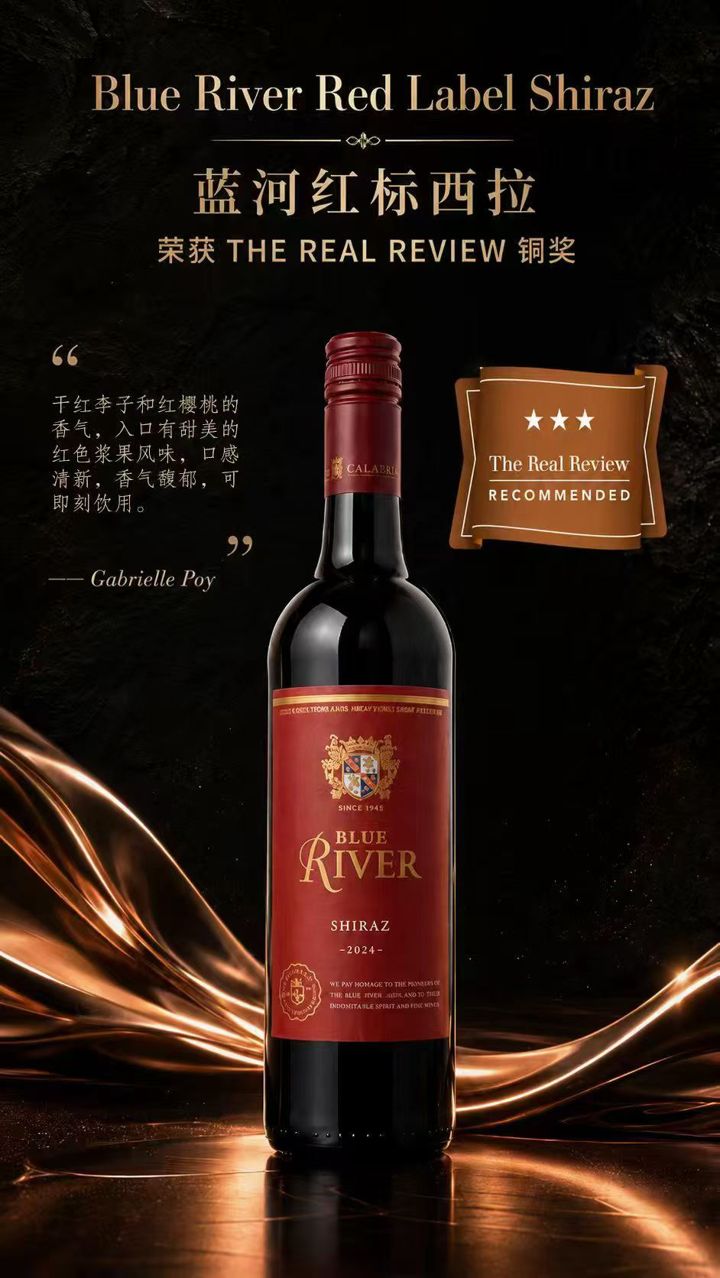 Blue River Red Label Shiraz
蓝河红标西拉
荣获 THE REAL REVIEW 铜奖
“
干红李子和红樱桃的
香气，入口有甜美的
红色浆果风味，口感
清新，香气馥郁，可
即刻饮用。
”
—— Gabrielle Poy
The Real Review
RECOMMENDED
CALABRIA
SINCE 1945
BLUE
RIVER
SHIRAZ
-2024-
WE PAY HOMAGE TO THE PIONEERS OF
THE BLUE RIVER AND TO THEIR
INDOMITABLE SPIRIT AND FINE WINES